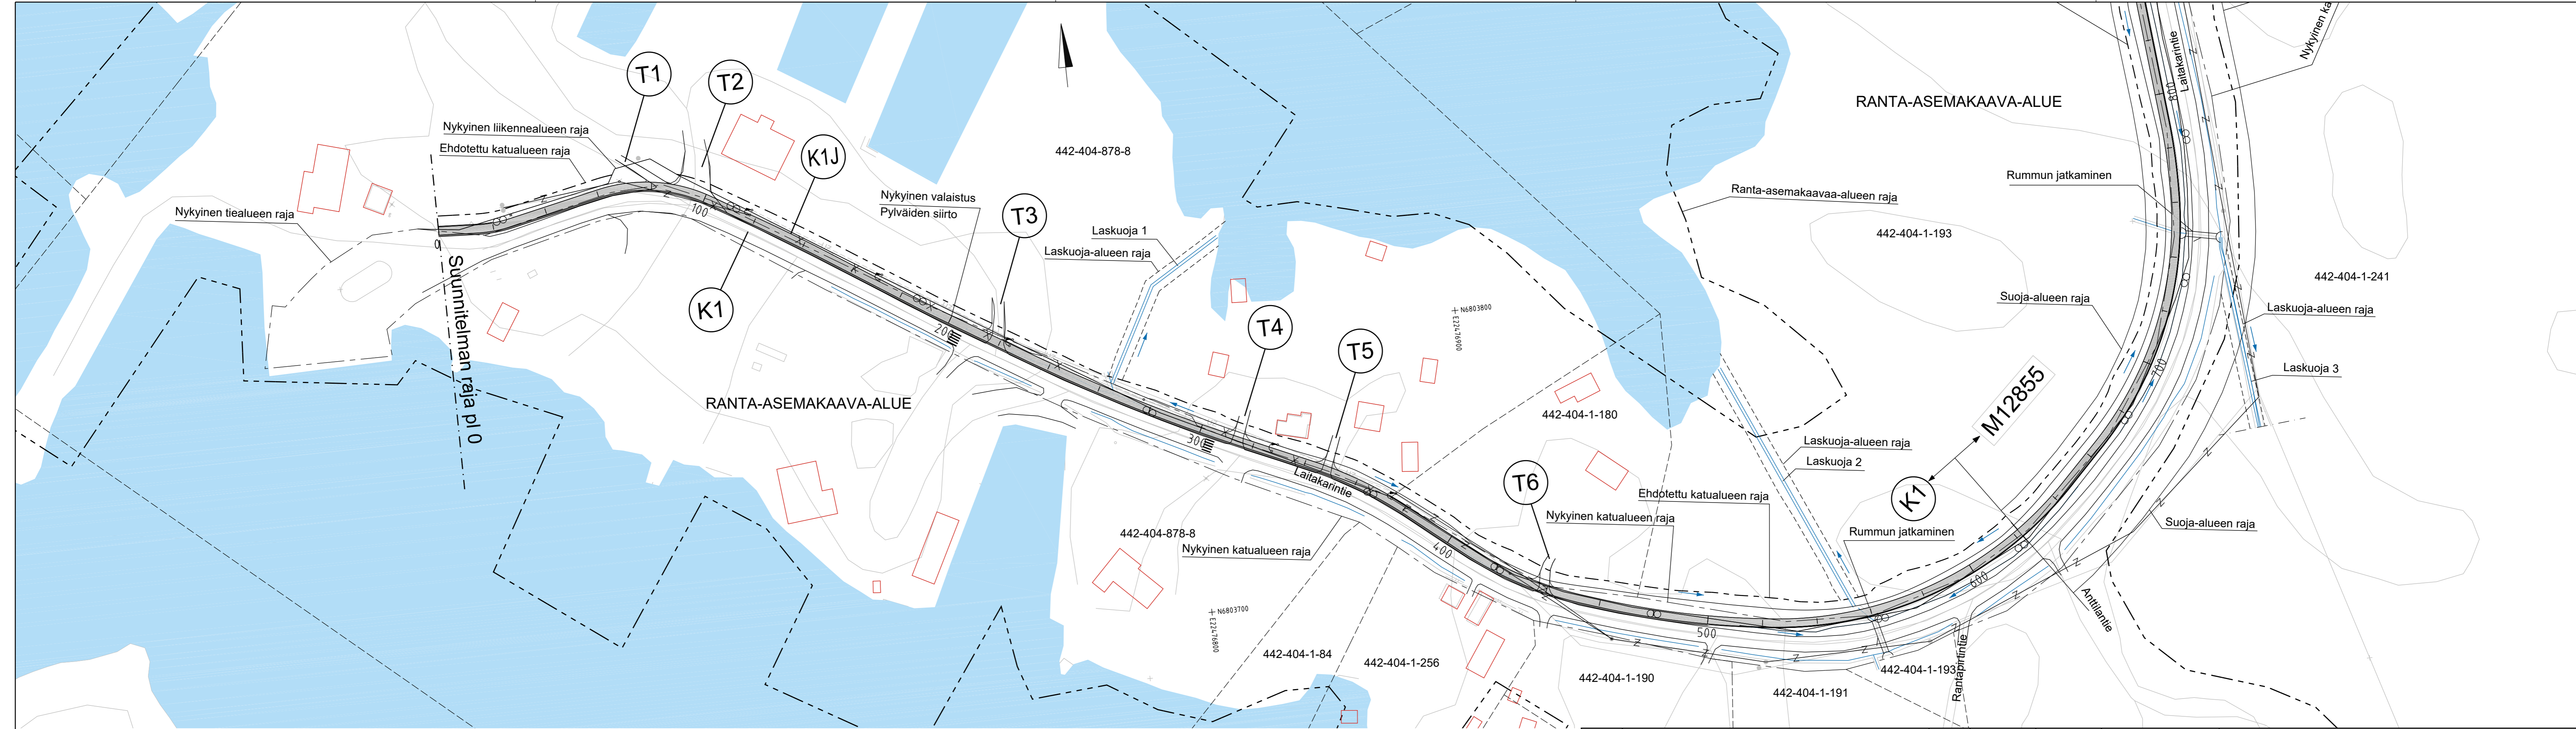 T1
T2
K1J
Nykyinen liikennealueen raja
Ehdotettu katualueen raja
Nykyinen tiealueen raja
0
Suunnitelman raja pl 0
100
K1
Nykyinen valaistus
Pylväiden siirto
T3
442-404-878-8
Laskuoja 1
Laskuoja-alueen raja
200
RANTA-ASEMAKAAVA-ALUE
T4
T5
300
Laitakarintie
N6803800
E22476900
442-404-1-180
442-404-878-8
Nykyinen katualueen raja
400
T6
Nykyinen katualueen raja
Ehdotettu katualueen raja
N6803700
E22476800
442-404-1-84
442-404-1-256
442-404-1-190
442-404-1-191
442-404-1-193
500
Rantapirtintie
Laskuoja-alueen raja
Laskuoja 2
K1
M12855
Rummun jatkaminen
600
Anttilantie
Suoja-alueen raja
700
RANTA-ASEMAKAAVA-ALUE
Ranta-asemakaavaa-alueen raja
442-404-1-193
Rummun jatkaminen
Suoja-alueen raja
800
Laitakarintie
Nykyinen
442-404-1-241
Laskuoja-alueen raja
Laskuoja 3